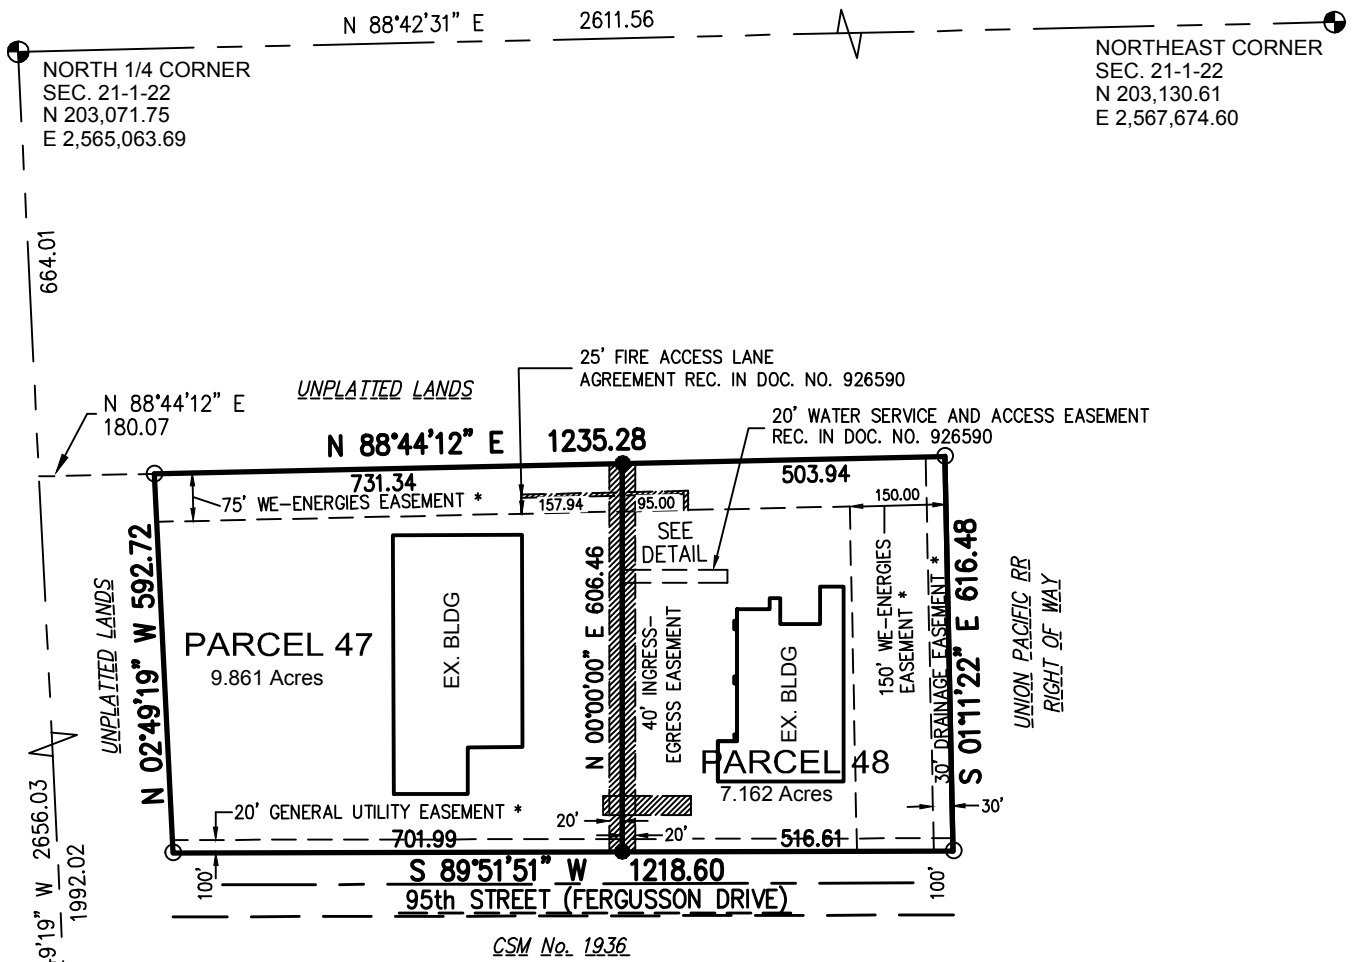 N 88°42'31" E 2611.56
NORTH 1/4 CORNER
SEC. 21-1-22
N 203,071.75
E 2,565,063.69
NORTHEAST CORNER
SEC. 21-1-22
N 203,130.61
E 2,567,674.60
664.01
25' FIRE ACCESS LANE
AGREEMENT REC. IN DOC. NO. 926590
UNPLATTED LANDS
N 88°44'12" E
180.07
20' WATER SERVICE AND ACCESS EASEMENT
REC. IN DOC. NO. 926590
N 88°44'12" E 1235.28
731.34
503.94
75' WE-ENERGIES EASEMENT *
157.94
95.00
150.00
SEE
DETAIL
N 02°49'19" W 592.72
UNPLATTED LANDS
PARCEL 47
9.861 Acres
EX. BLDG
N 00°00'00" E 606.46
40' INGRESS-
EGRESS EASEMENT
EX. BLDG
PARCEL 48
7.162 Acres
150' WE-ENERGIES
EASEMENT *
30' DRAINAGE EASEMENT *
S 01°11'22" E 616.48
UNION PACIFIC RR
RIGHT OF WAY
20' GENERAL UTILITY EASEMENT *
20'
20'
30'
701.99
516.61
S 89°51'51" W 1218.60
100'
100'
95th STREET (FERGUSSON DRIVE)
CSM No. 1936
9'19" W 2656.03
1992.02